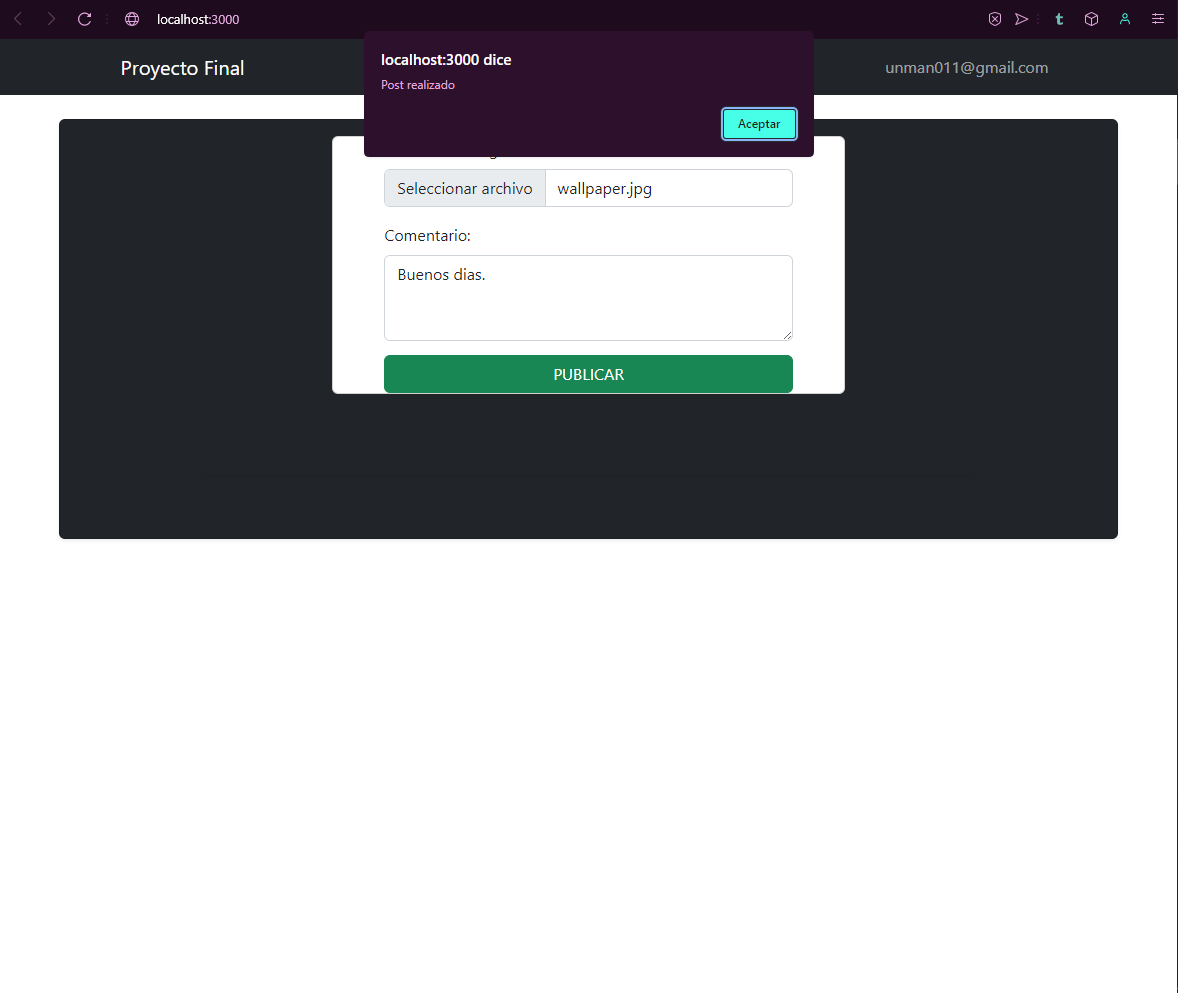 localhost:3000
Proyecto Final
unman011@gmail.com
localhost:3000 dice
Post realizado
Aceptar
Seleccionar archivo wallpaper.jpg
Comentario:
Buenos dias.
PUBLICAR